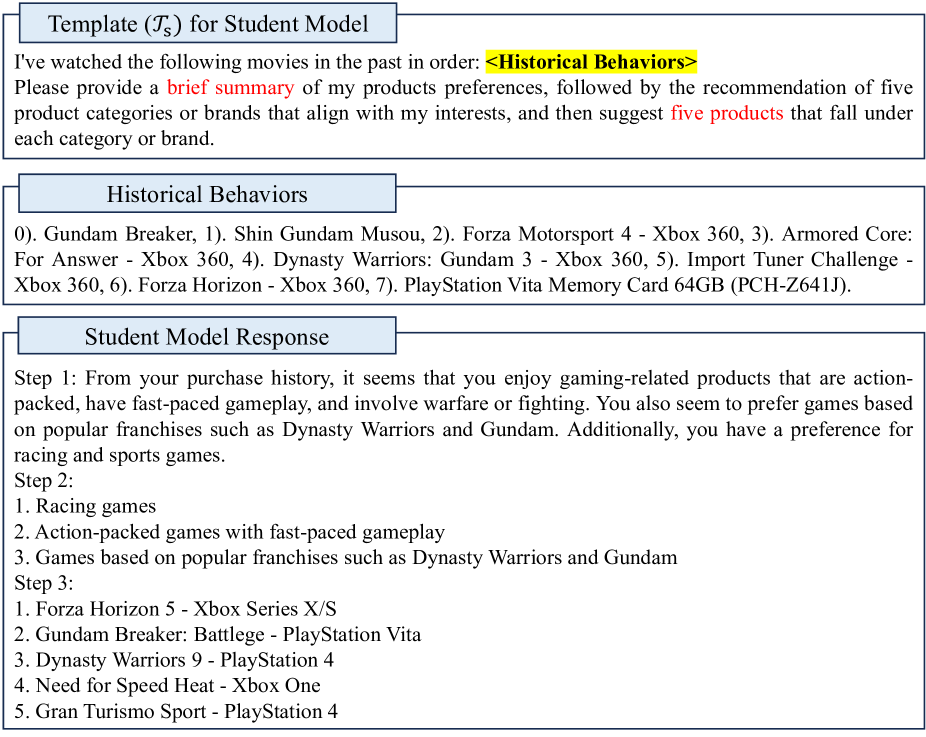 Template (𝒯s) for Student Model
I've watched the following movies in the past in order: <Historical Behaviors>
Please provide a brief summary of my products preferences, followed by the recommendation of five
product categories or brands that align with my interests, and then suggest five products that fall under
each category or brand.
Historical Behaviors
0). Gundam Breaker, 1). Shin Gundam Musou, 2). Forza Motorsport 4 - Xbox 360, 3). Armored Core:
For Answer - Xbox 360, 4). Dynasty Warriors: Gundam 3 - Xbox 360, 5). Import Tuner Challenge -
Xbox 360, 6). Forza Horizon - Xbox 360, 7). PlayStation Vita Memory Card 64GB (PCH-Z641J).
Student Model Response
Step 1: From your purchase history, it seems that you enjoy gaming-related products that are action-
packed, have fast-paced gameplay, and involve warfare or fighting. You also seem to prefer games based
on popular franchises such as Dynasty Warriors and Gundam. Additionally, you have a preference for
racing and sports games.
Step 2:
1. Racing games
2. Action-packed games with fast-paced gameplay
3. Games based on popular franchises such as Dynasty Warriors and Gundam
Step 3:
1. Forza Horizon 5 - Xbox Series X/S
2. Gundam Breaker: Battlege - PlayStation Vita
3. Dynasty Warriors 9 - PlayStation 4
4. Need for Speed Heat - Xbox One
5. Gran Turismo Sport - PlayStation 4